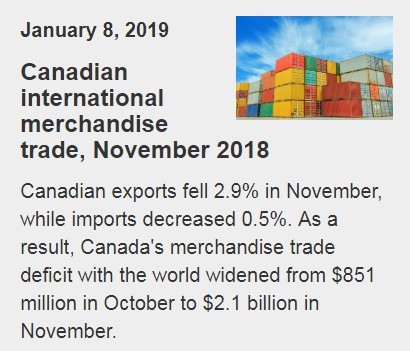 January 8, 2019
Canadian
international
merchandise
trade, November 2018
Canadian exports fell 2.9% in November,
while imports decreased 0.5%. As a
result, Canada's merchandise trade
deficit with the world widened from $851
million in October to $2.1 billion in
November.